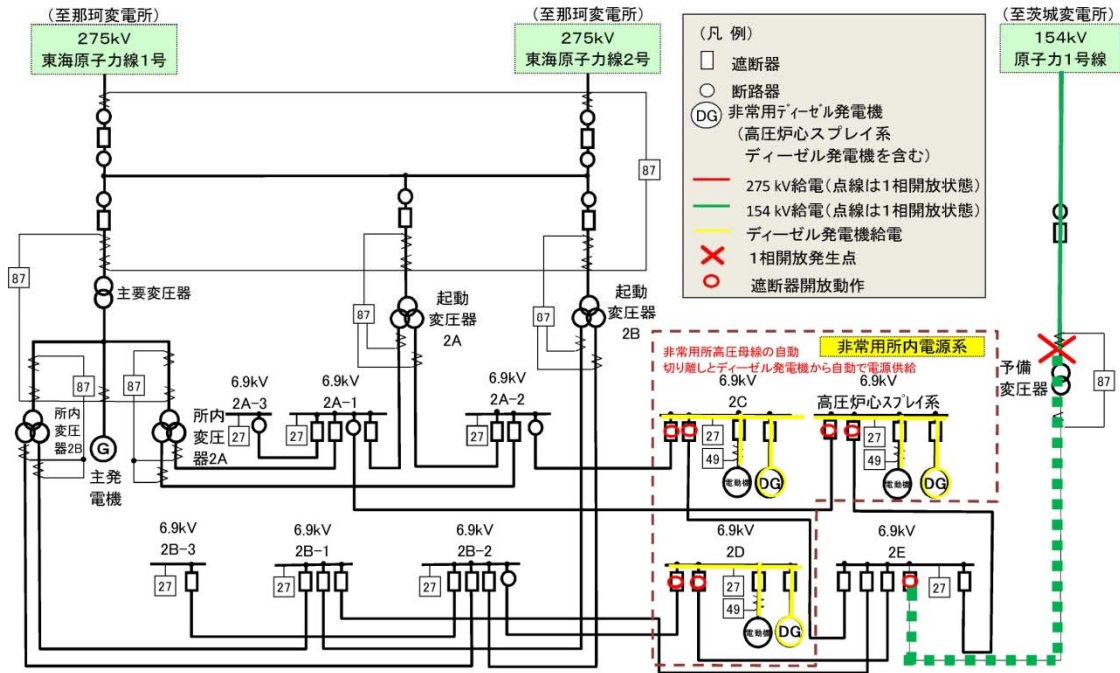 (至那珂変電所)
275kV
東海原子力線1号
(至那珂変電所)
275kV
東海原子力線2号
(至茨城変電所)
154kV
原子力1号線
(凡 例)
遮断器
断路器
DG
非常用ディーゼル発電機
(高圧炉心スプレイ系
ディーゼル発電機を含む)
275 kV給電(点線は1相開放状態)
154 kV給電(点線は1相開放状態)
ディーゼル発電機給電
1相開放発生点
遮断器開放動作
87
87
主要変圧器
87
起動
変圧器
2A
起動
変圧器
2B
87
87
87
所内
変圧
器2B
G
主発
電機
所内
変圧
器2A
非常用所高圧母線の自動
切り離しとディーゼル発電機から自動で電源供給
非常用所内電源系
予備
変圧器
87
6.9kV
2A-3
27
6.9kV
2A-1
27
6.9kV
2A-2
27
6.9kV
2C
27
49
電動機
DG
6.9kV
高圧炉心スプレイ系
27
49
電動機
DG
6.9kV
2B-3
27
6.9kV
2B-1
27
6.9kV
2B-2
27
6.9kV
2D
27
49
電動機
DG
6.9kV
2E
27